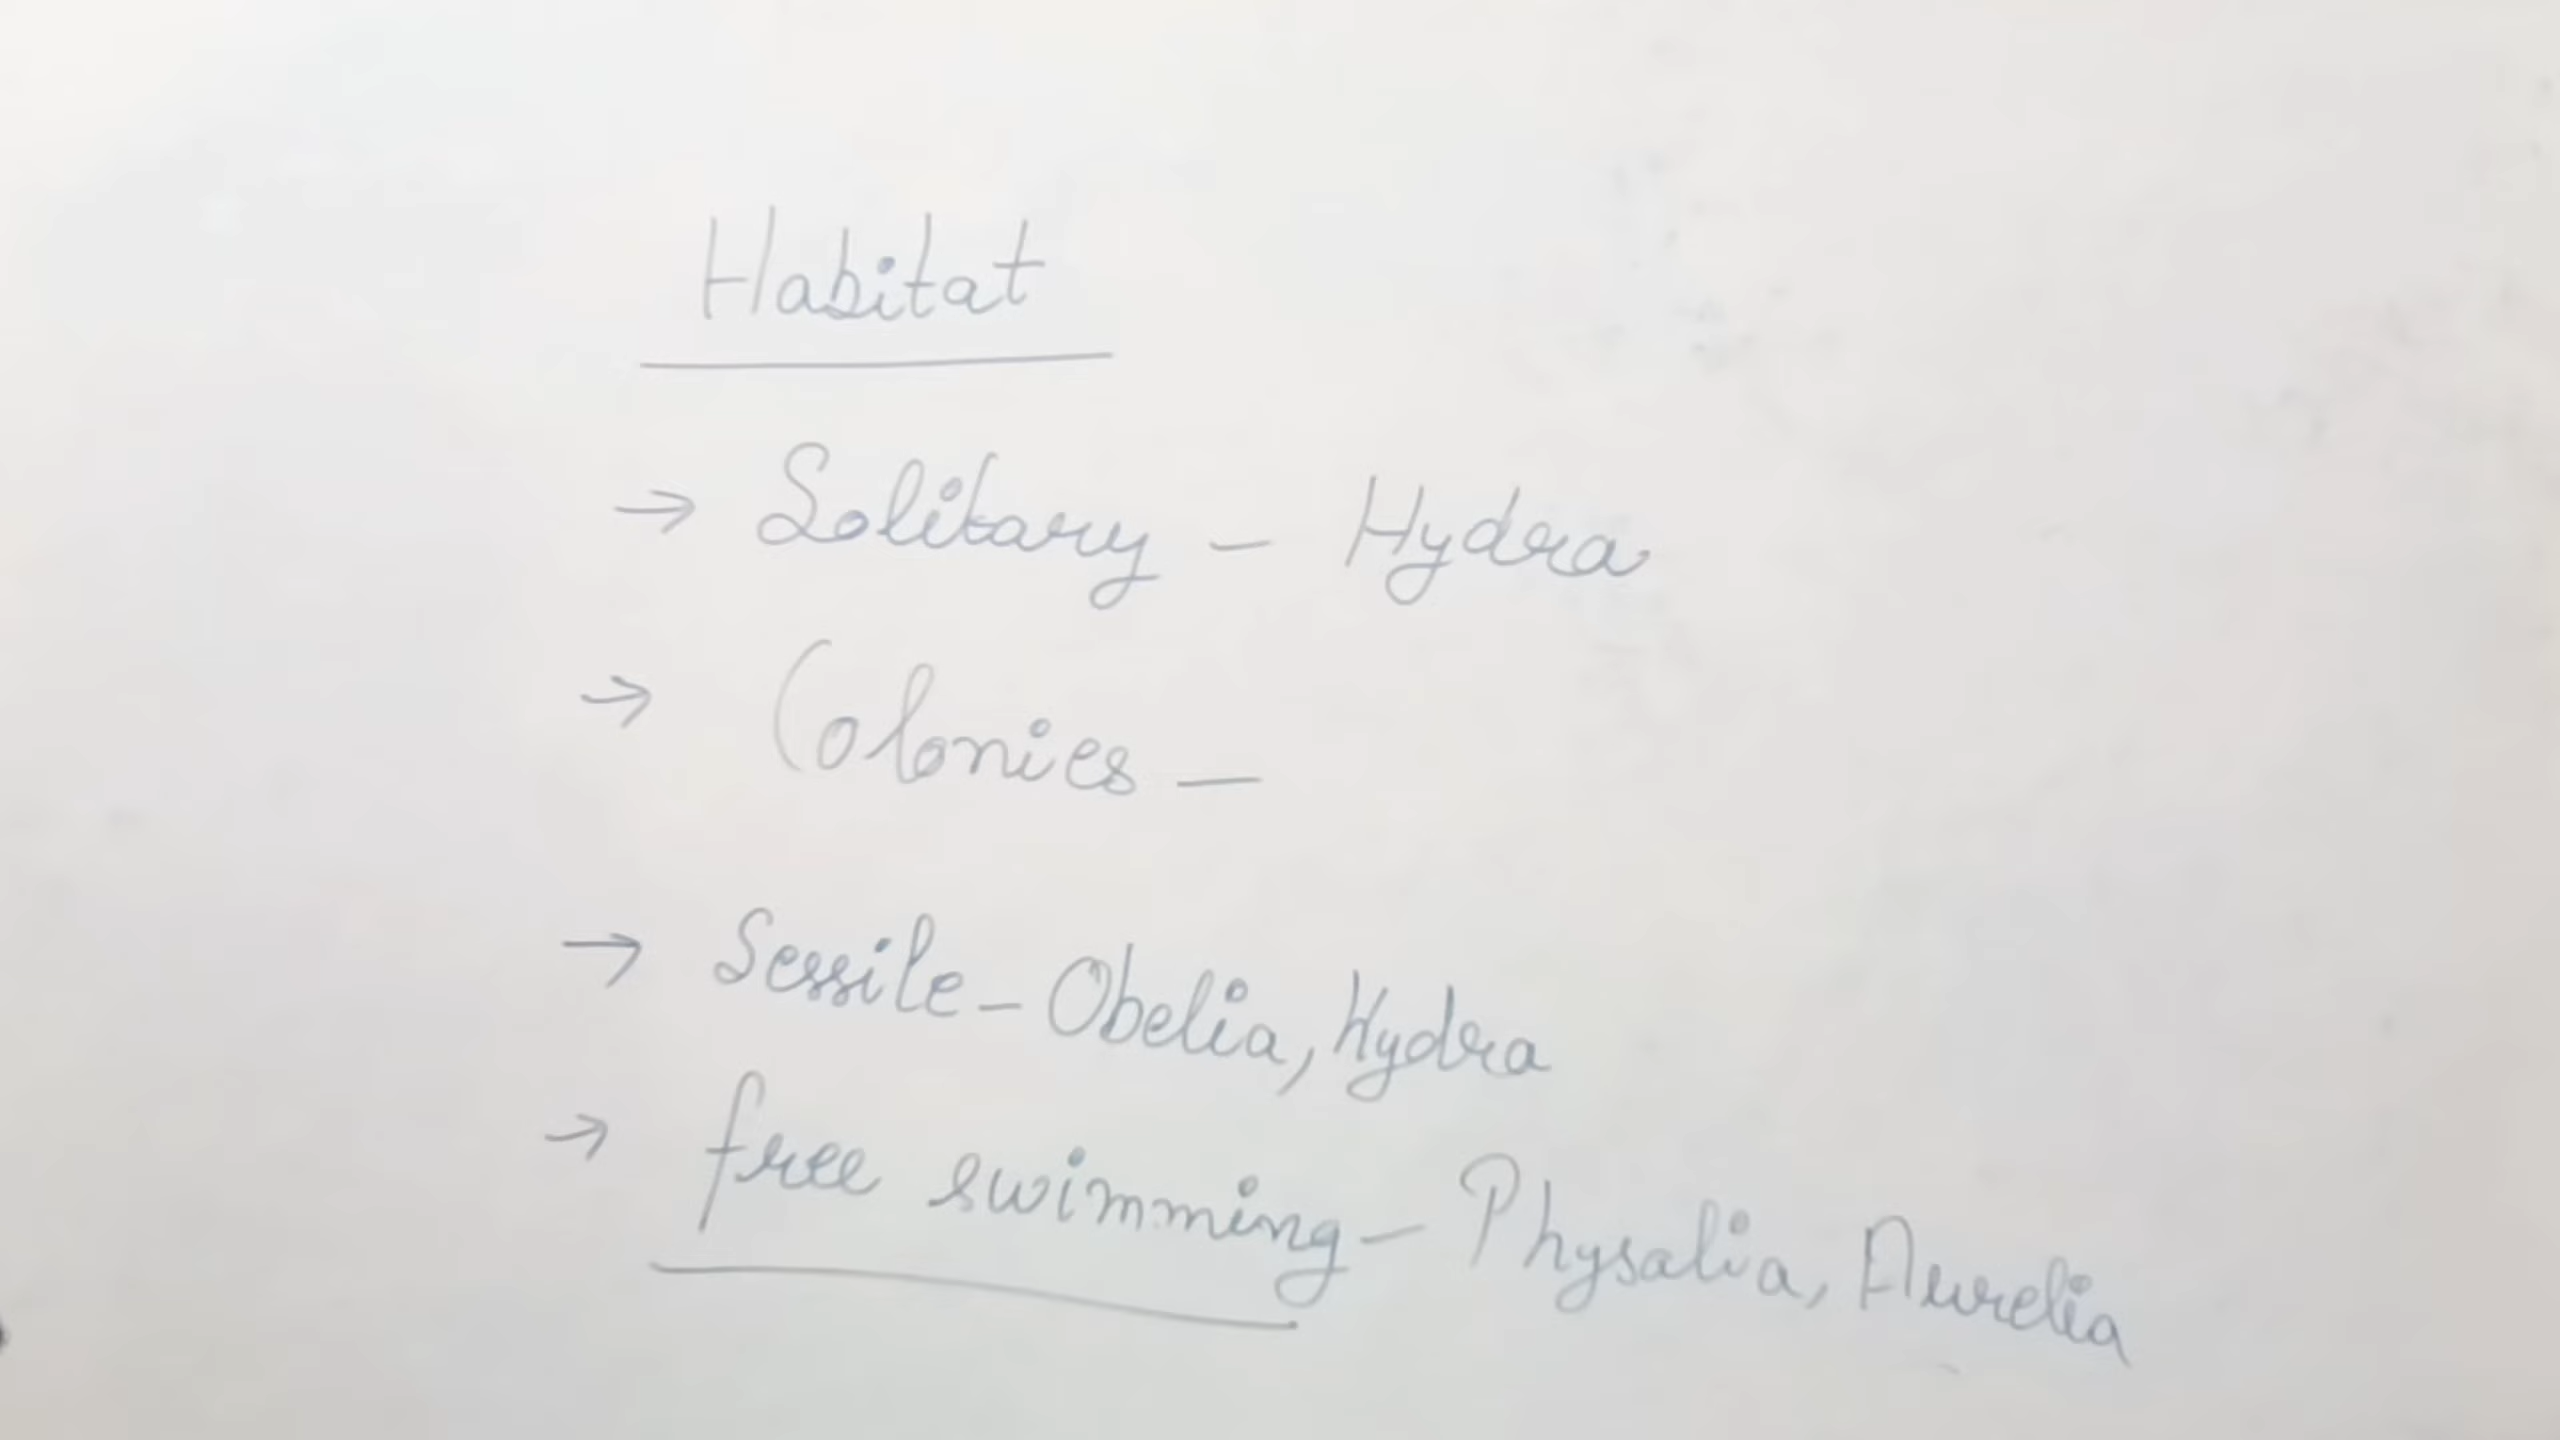 Habitat
→ Solitary - Hydra
→ Colonies -
→ Sessile - Obelia, Hydra
→ free swimming - Physalia, Aurelia